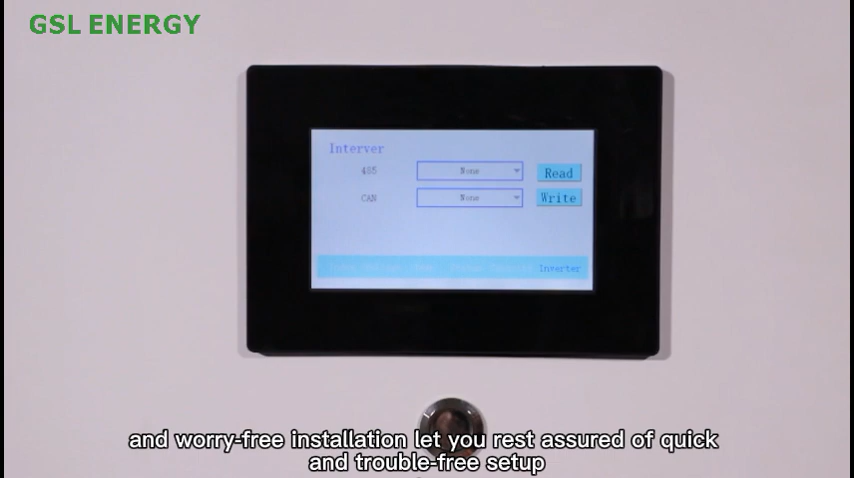 GSL ENERGY
Interver
485 None Read
CAN None Write
Inverter
and worry-free installation let you rest assured of quick
and trouble-free setup